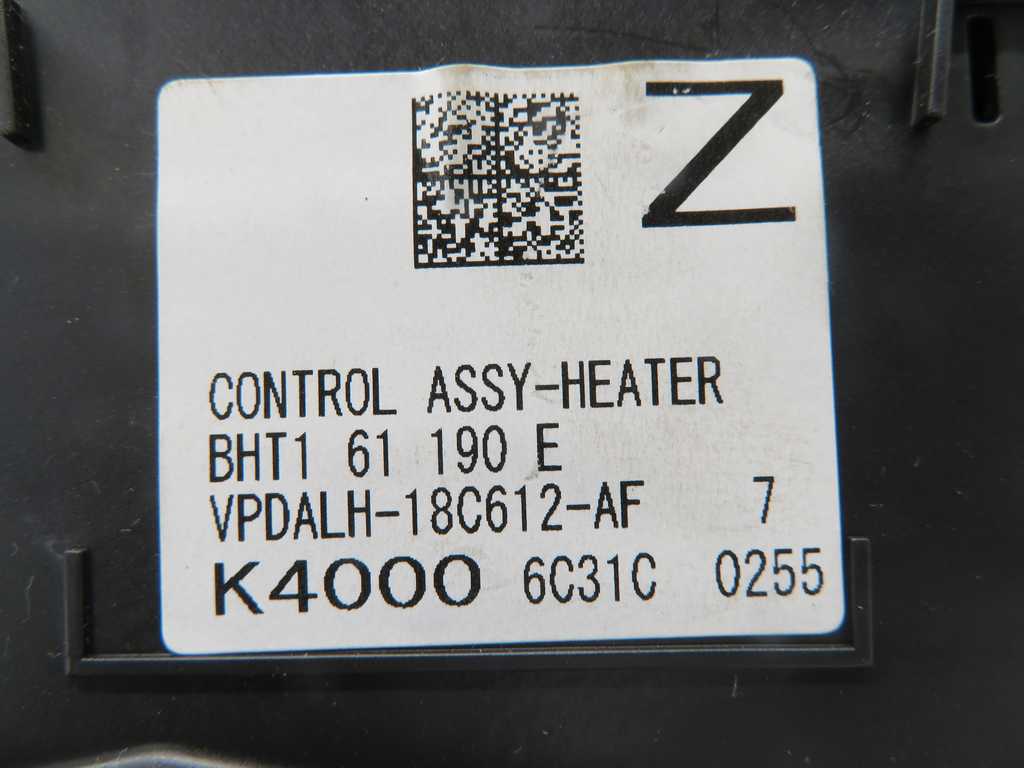 Z
CONTROL ASSY-HEATER
BHT1 61 190 E
VPDALH-18C612-AF 7
K4000 6C31C 0255